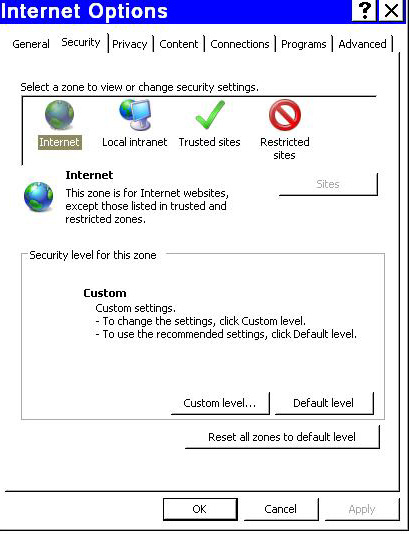 Internet Options ? X
General Security Privacy Content Connections Programs Advanced
Select a zone to view or change security settings.
Internet Local intranet Trusted sites Restricted
sites
Internet
Sites
This zone is for Internet websites,
except those listed in trusted and
restricted zones.
Security level for this zone
Custom
Custom settings.
- To change the settings, click Custom level.
- To use the recommended settings, click Default level.
Custom level... Default level
Reset all zones to default level
OK Cancel Apply